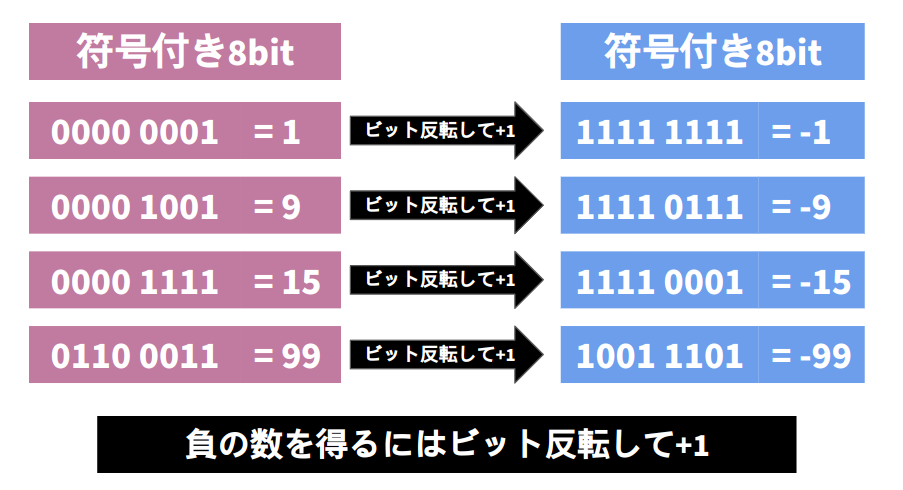 符号付き8bit 符号付き8bit
0000 0001 = 1 ビット反転して+1 1111 1111 = -1
0000 1001 = 9 ビット反転して+1 1111 0111 = -9
0000 1111 = 15 ビット反転して+1 1111 0001 = -15
0110 0011 = 99 ビット反転して+1 1001 1101 = -99
負の数を得るにはビット反転して+1